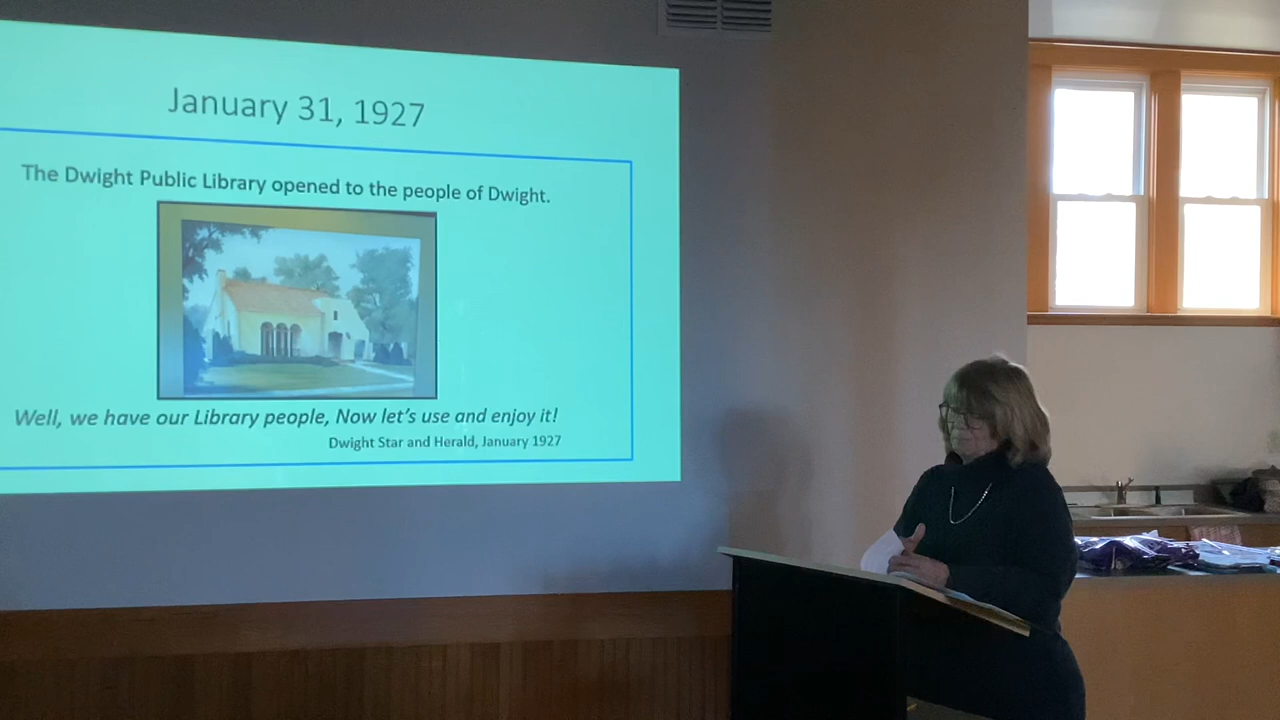 January 31, 1927
The Dwight Public Library opened to the people of Dwight.
Well, we have our Library people, Now let's use and enjoy it!
Dwight Star and Herald, January 1927